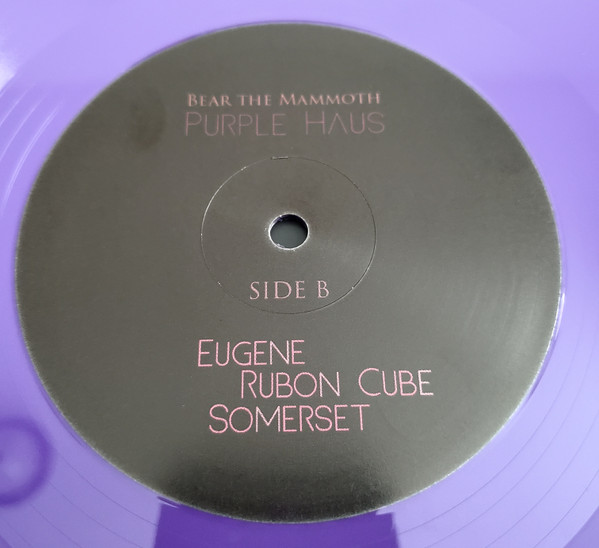 Bear the Mammoth
Purple Haus
SIDE B
Eugene
Rubon Cube
Somerset